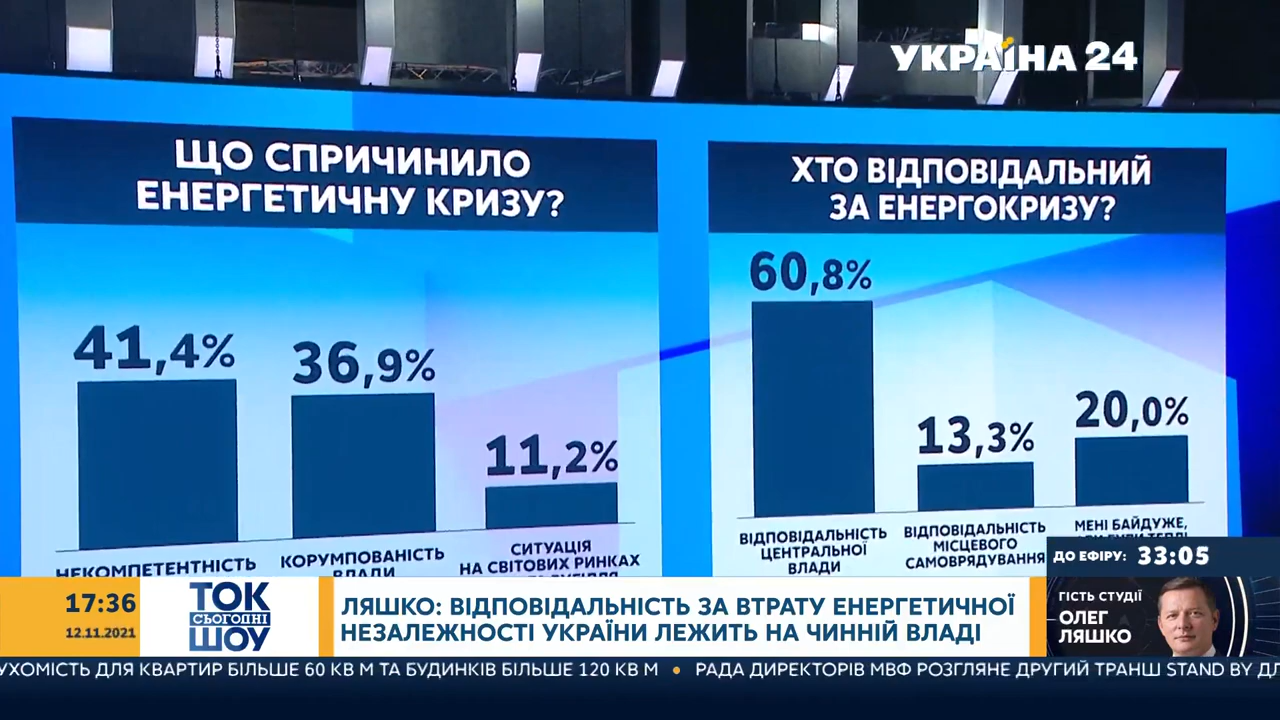 УКРАЇНА 24
ЩО СПРИЧИНИЛО
ЕНЕРГЕТИЧНУ КРИЗУ?
41,4%
36,9%
11,2%
НЕКОМПЕТЕНТНІСТЬ
КОРУМПОВАНІСТЬ
ВЛАДИ
СИТУАЦІЯ
НА СВІТОВИХ РИНКАХ
ХТО ВІДПОВІДАЛЬНИЙ
ЗА ЕНЕРГОКРИЗУ?
60,8%
13,3%
20,0%
ВІДПОВІДАЛЬНІСТЬ
ЦЕНТРАЛЬНОЇ
ВЛАДИ
ВІДПОВІДАЛЬНІСТЬ
МІСЦЕВОГО
САМОВРЯДУВАННЯ
МЕНІ БАЙДУЖЕ,
ДО ЕФІРУ: 33:05
17:36
12.11.2021
ТОК
СЬОГОДНІ
ШОУ
ЛЯШКО: ВІДПОВІДАЛЬНІСТЬ ЗА ВТРАТУ ЕНЕРГЕТИЧНОЇ
НЕЗАЛЕЖНОСТІ УКРАЇНИ ЛЕЖИТЬ НА ЧИННІЙ ВЛАДІ
ГІСТЬ СТУДІЇ
ОЛЕГ
ЛЯШКО
УХОМІСТЬ ДЛЯ КВАРТИР БІЛЬШЕ 60 КВ М ТА БУДИНКІВ БІЛЬШЕ 120 КВ М • РАДА ДИРЕКТОРІВ МВФ РОЗГЛЯНЕ ДРУГИЙ ТРАНШ STAND BY ДЛ